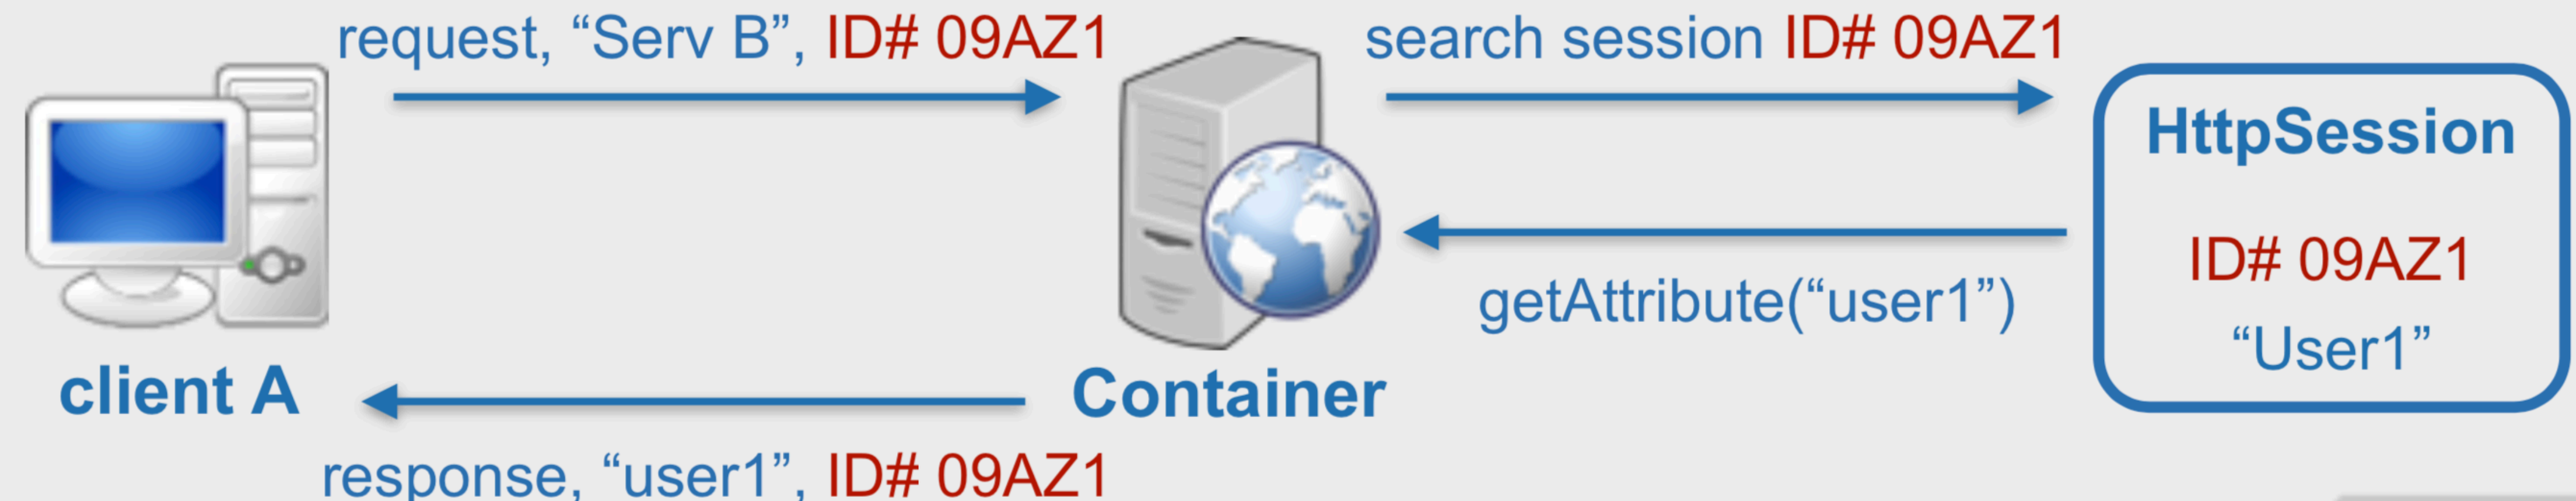 request, “Serv B”, ID# 09AZ1
search session ID# 09AZ1
HttpSession
ID# 09AZ1
“User1”
getAttribute(“user1”)
client A
Container
response, “user1”, ID# 09AZ1